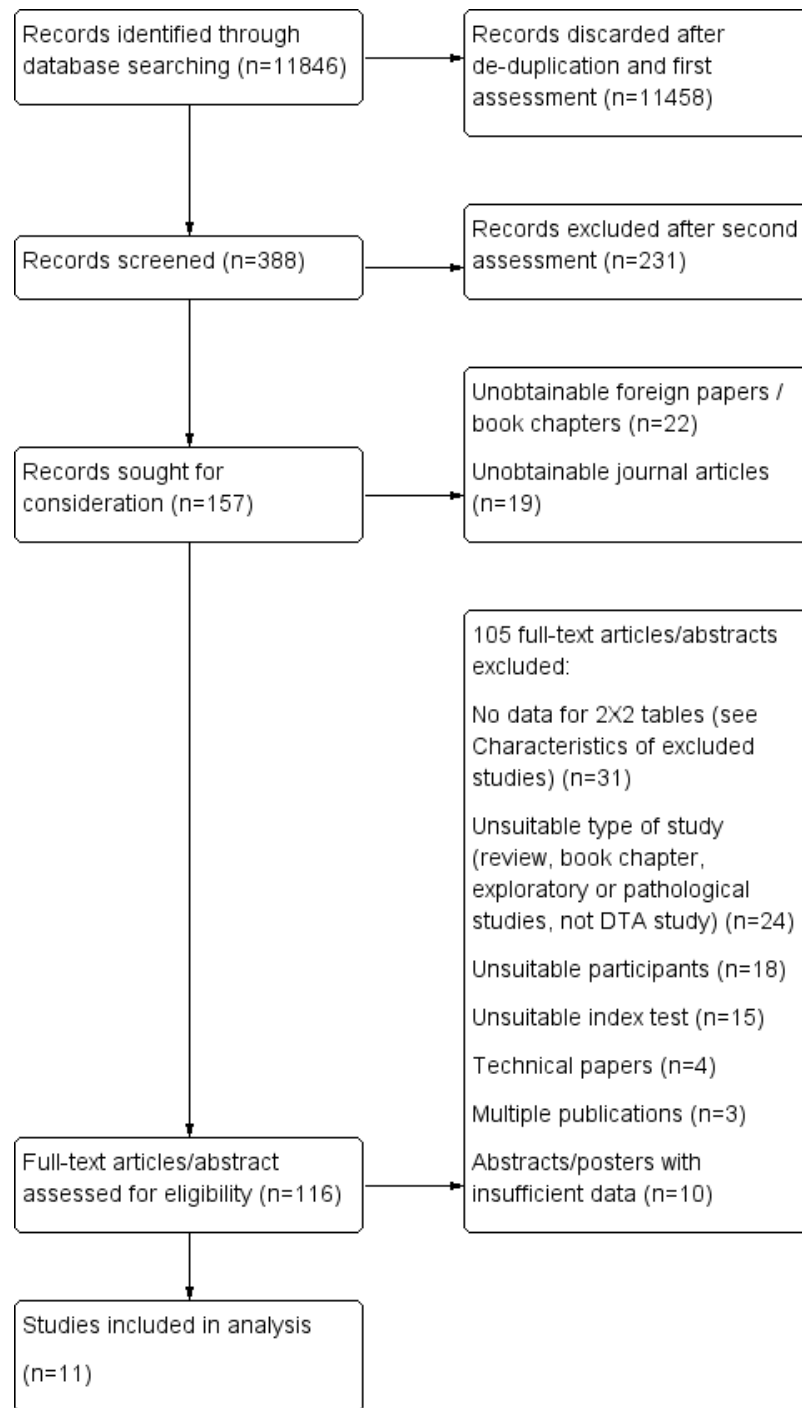 Records identified through
database searching (n=11846)
Records discarded after
de-duplication and first
assessment (n=11458)
Records screened (n=388)
Records excluded after second
assessment (n=231)
Records sought for
consideration (n=157)
Unobtainable foreign papers /
book chapters (n=22)
Unobtainable journal articles
(n=19)
105 full-text articles/abstracts
excluded:
No data for 2X2 tables (see
Characteristics of excluded
studies) (n=31)
Unsuitable type of study
(review, book chapter,
exploratory or pathological
studies, not DTA study) (n=24)
Unsuitable participants (n=18)
Unsuitable index test (n=15)
Technical papers (n=4)
Multiple publications (n=3)
Abstracts/posters with
insufficient data (n=10)
Full-text articles/abstract
assessed for eligibility (n=116)
Studies included in analysis
(n=11)